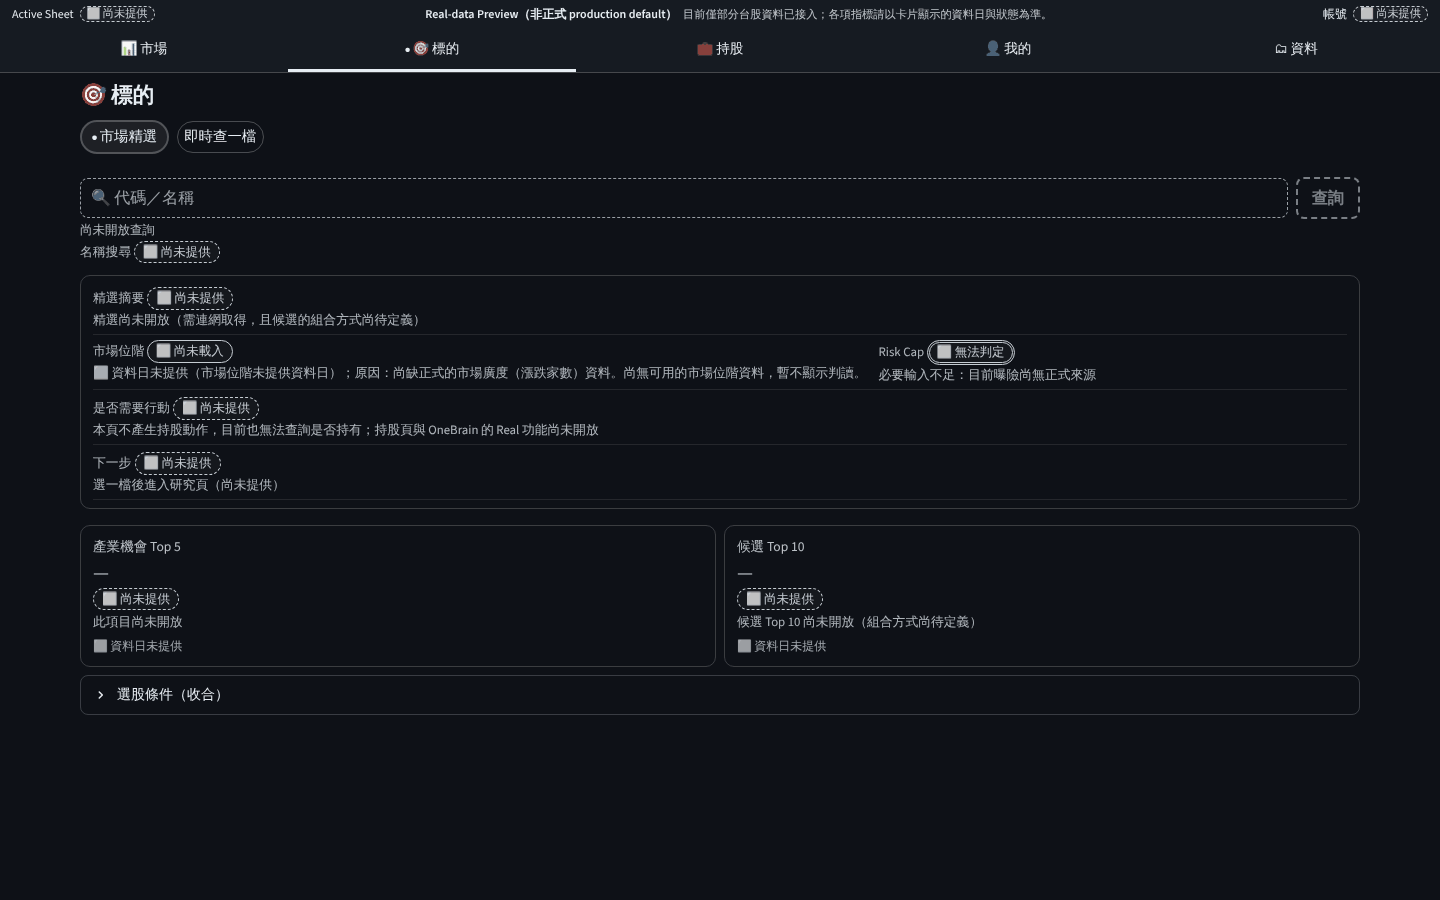 Active Sheet 尚未提供
Real-data Preview（非正式 production default） 目前僅部分台股資料已接入；各項指標請以卡片顯示的資料日與狀態為準。
帳號 尚未提供
市場
標的
持股
我的
資料
標的
市場精選
即時查一檔
代碼／名稱
查詢
尚未開放查詢
名稱搜尋 尚未提供
精選摘要 尚未提供
精選尚未開放（需連網取得，且候選的組合方式尚待定義）
市場位階 尚未載入
資料日未提供（市場位階未提供資料日）；原因：尚缺正式的市場廣度（漲跌家數）資料。尚無可用的市場位階資料，暫不顯示判讀。
Risk Cap 無法判定
必要輸入不足：目前曝險尚無正式來源
是否需要行動 尚未提供
本頁不產生持股動作，目前也無法查詢是否持有；持股頁與 OneBrain 的 Real 功能尚未開放
下一步 尚未提供
選一檔後進入研究頁（尚未提供）
產業機會 Top 5
—
尚未提供
此項目尚未開放
資料日未提供
候選 Top 10
—
尚未提供
候選 Top 10 尚未開放（組合方式尚待定義）
資料日未提供
選股條件（收合）